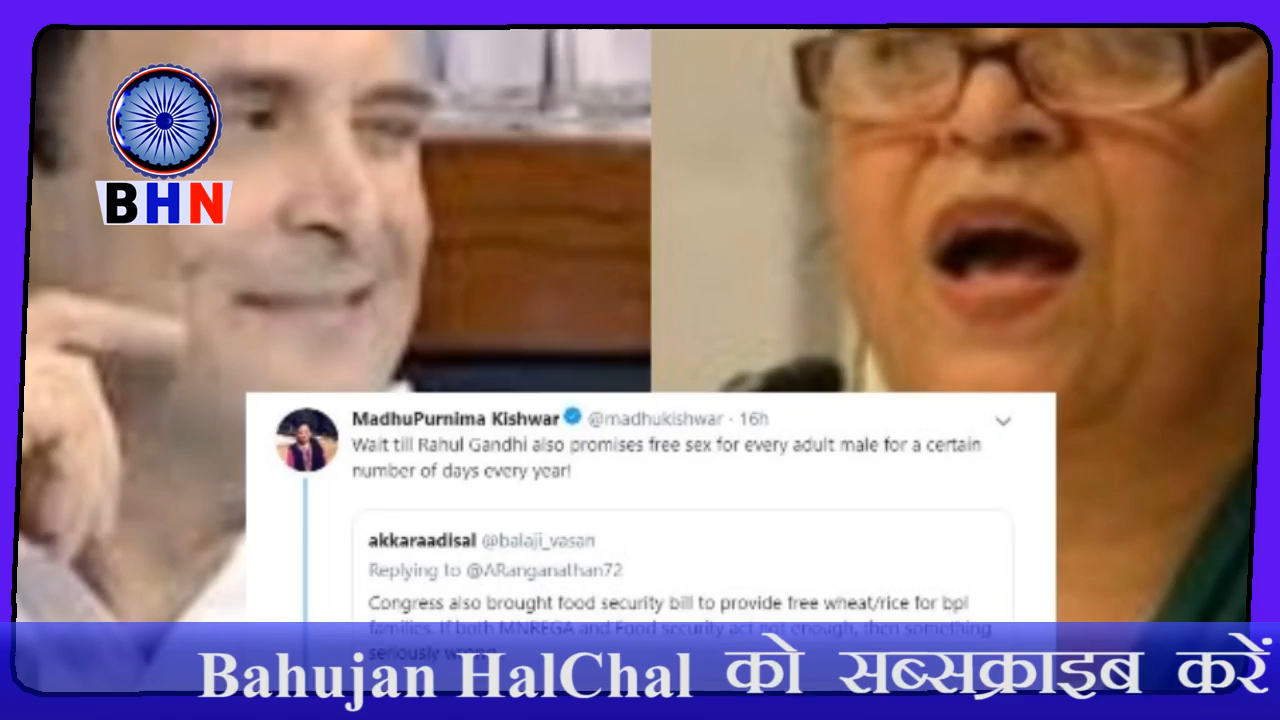 BHN
MadhuPurnima Kishwar @madhukishwar · 16h
Wait till Rahul Gandhi also promises free sex for every adult male for a certain
number of days every year!
akkaraadisal @balaji_vasan
Replying to @ARanganathan72
Congress also brought food security bill to provide free wheat/rice for bpl
families. If both MNREGA and Food security act not enough, then something
seriously wrong
Bahujan HalChal को सब्सक्राइब करें